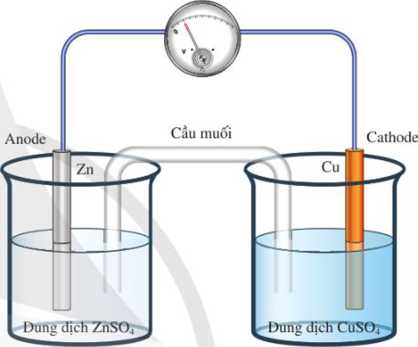 Anode
Cầu muối
Cathode
Zn
Cu
Dung dịch ZnSO₄
Dung dịch CuSO₄